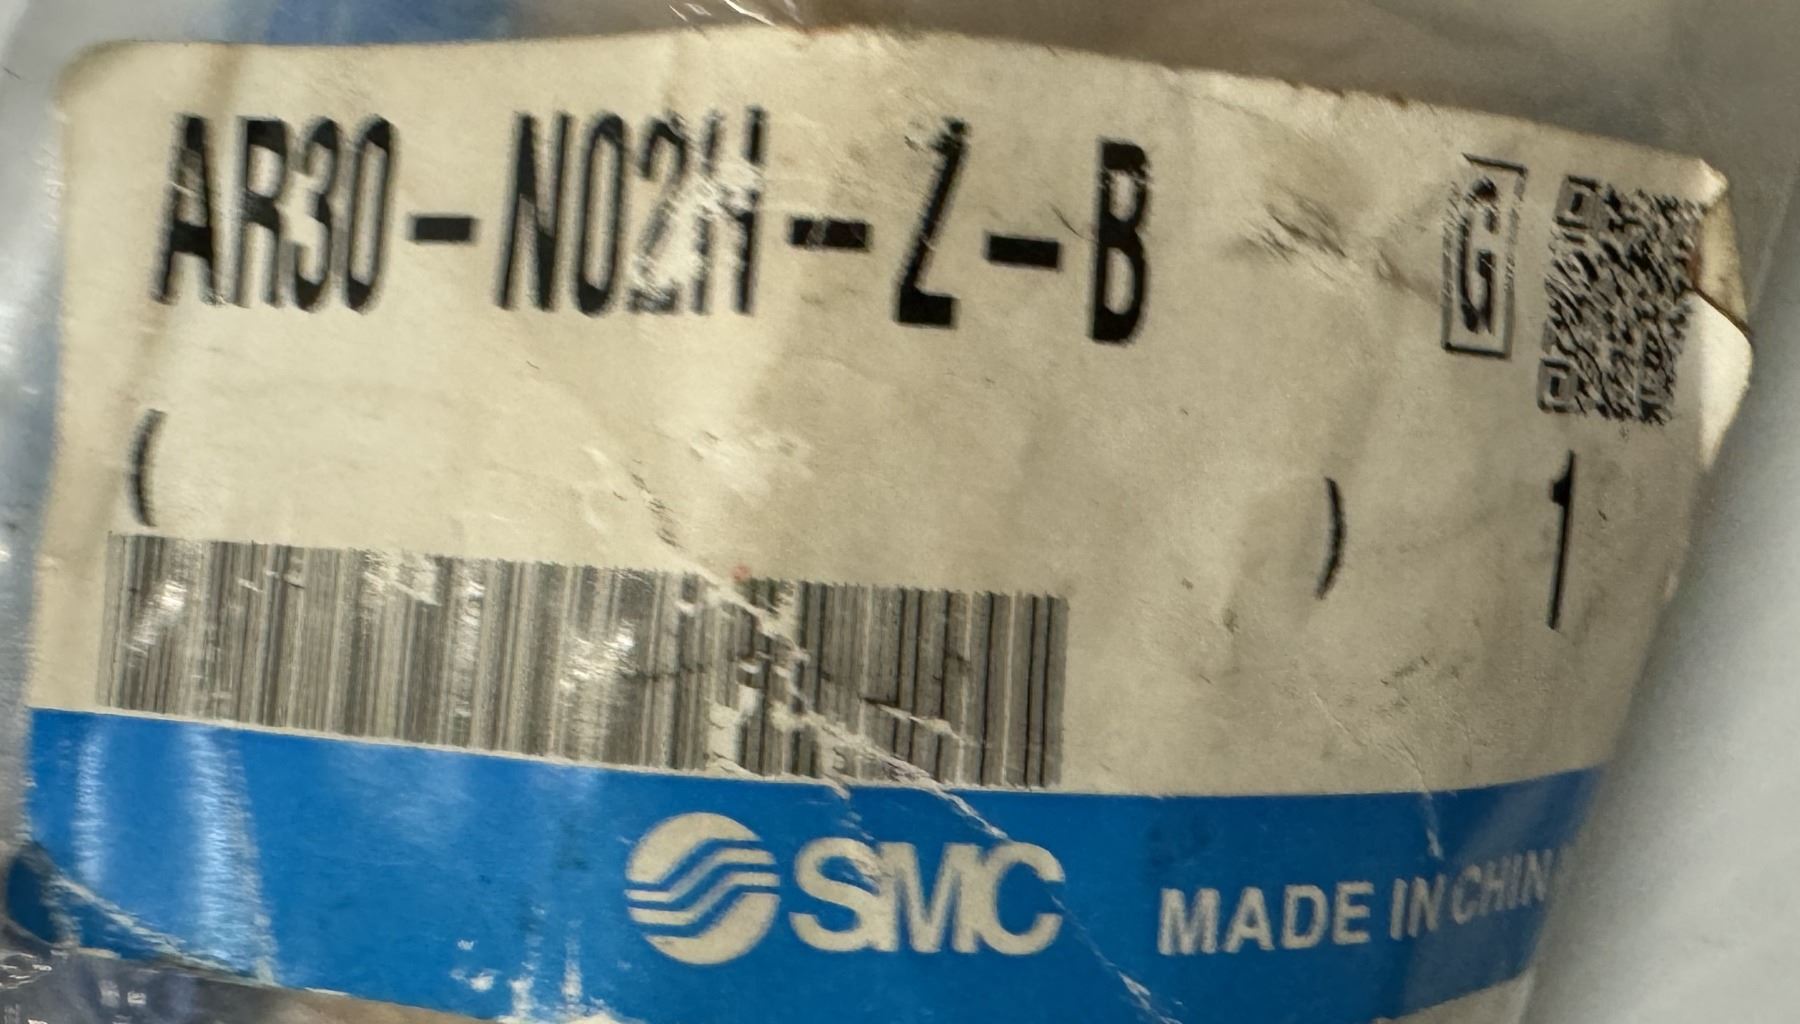 AR30-N02H-Z-B G
( ) 1
SMC MADE IN CHIN